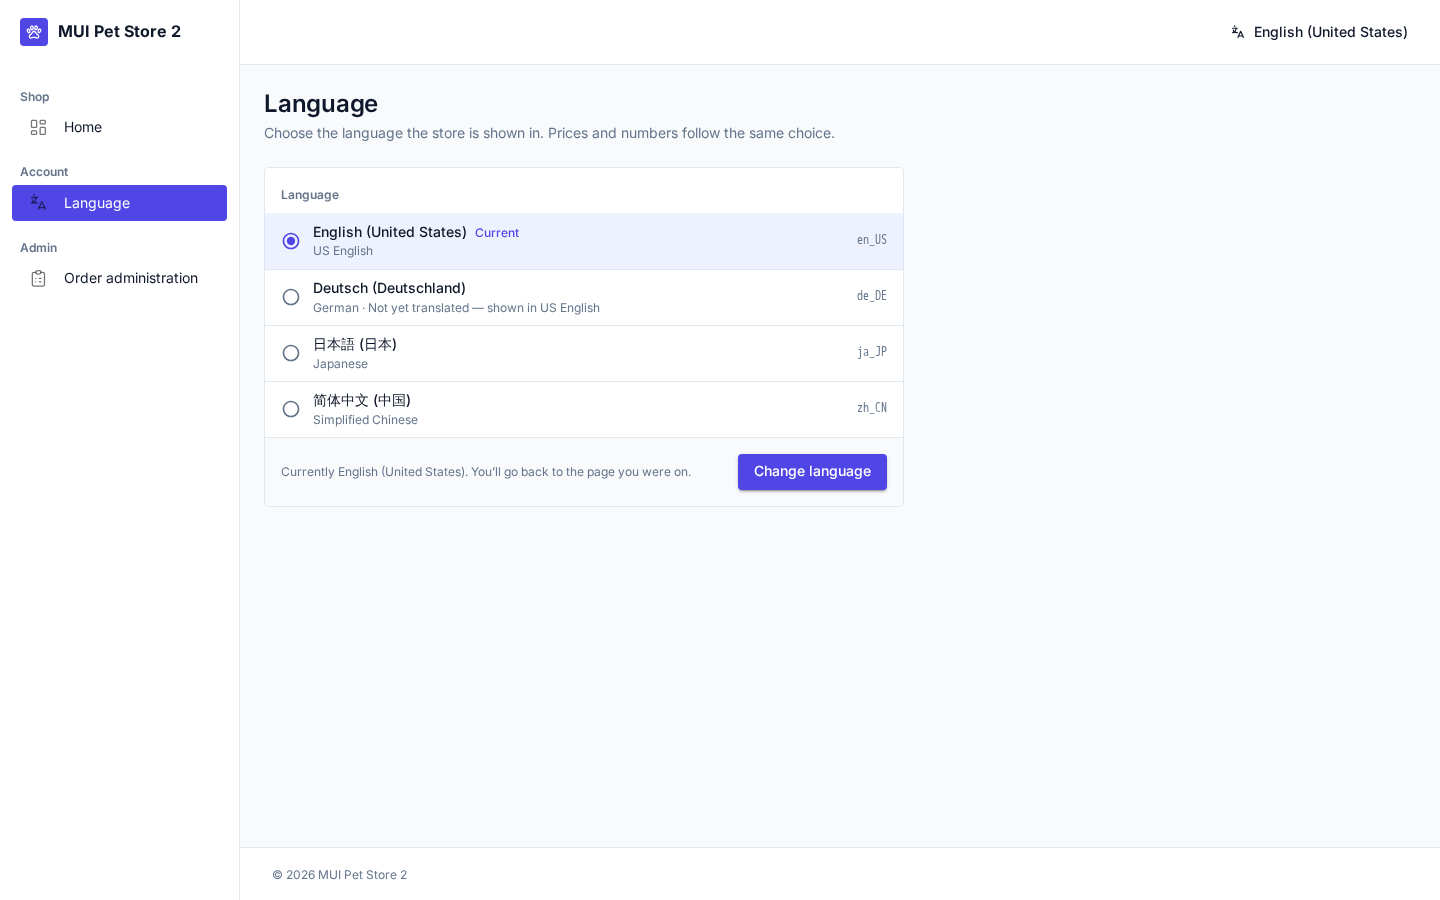 MUI Pet Store 2
English (United States)
Shop
Home
Account
Language
Admin
Order administration
Language
Choose the language the store is shown in. Prices and numbers follow the same choice.
Language
English (United States) Current
US English
en_US
Deutsch (Deutschland)
German · Not yet translated — shown in US English
de_DE
日本語 (日本)
Japanese
ja_JP
简体中文 (中国)
Simplified Chinese
zh_CN
Currently English (United States). You’ll go back to the page you were on.
Change language
© 2026 MUI Pet Store 2